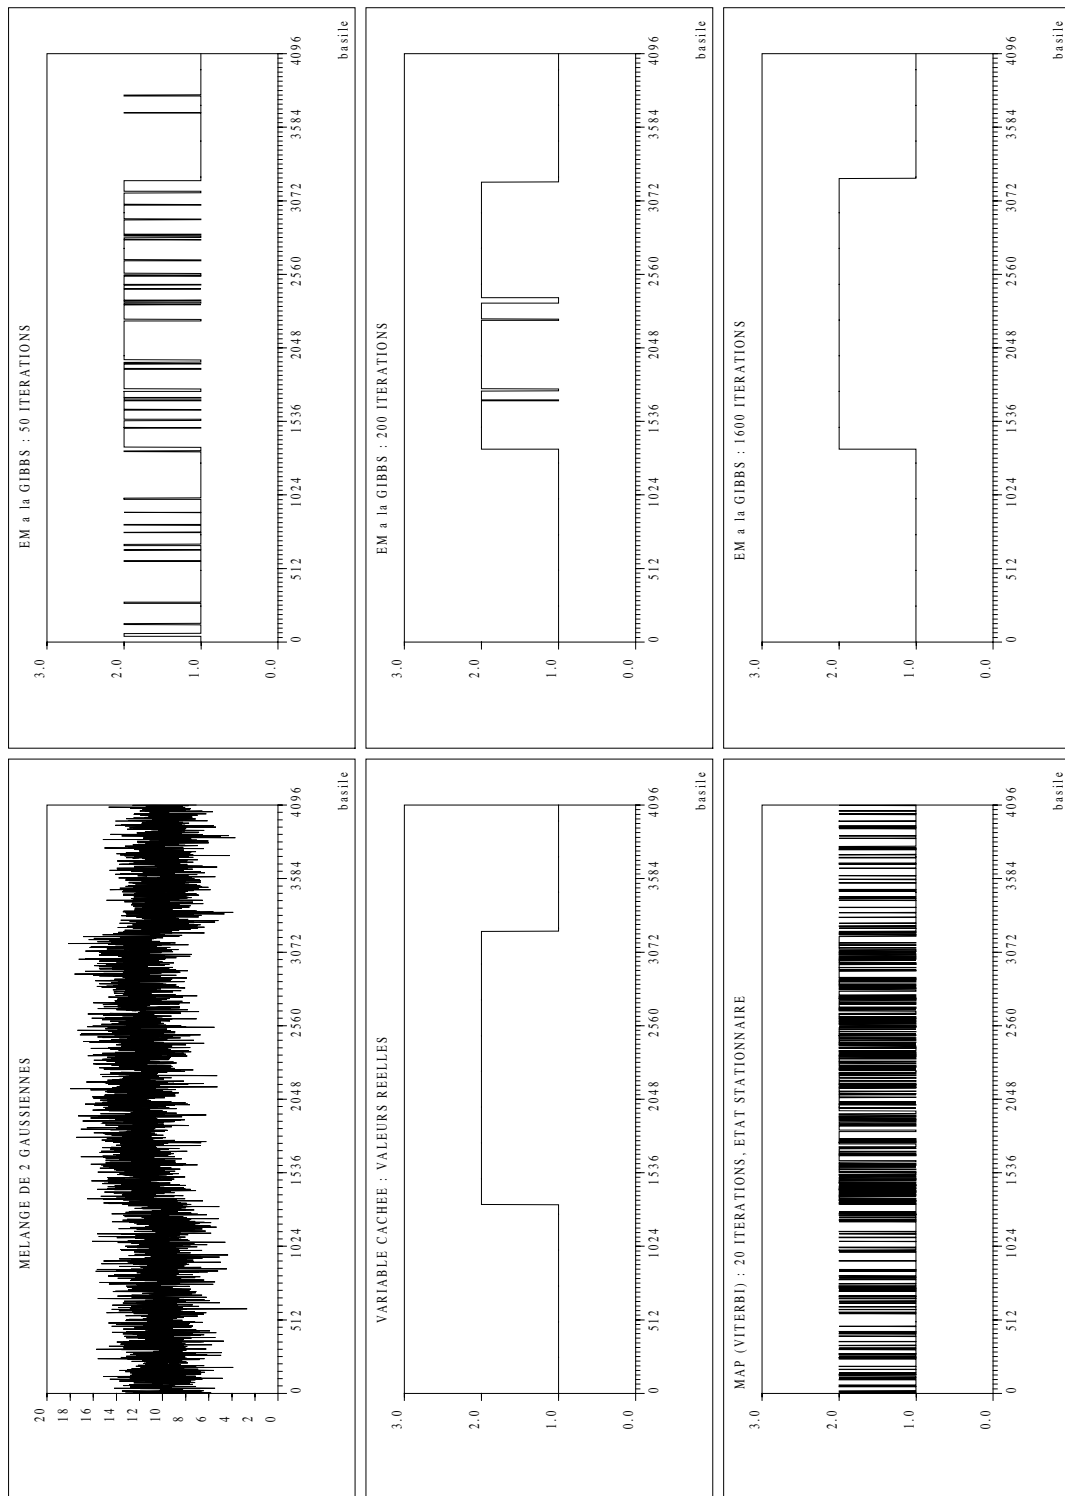 MELANGE DE 2 GAUSSIENNES
20
18
16
14
12
10
8
6
4
2
0
0 512 1024 1536 2048 2560 3072 3584 4096
basile
EM a la GIBBS : 50 ITERATIONS
3.0
2.0
1.0
0.0
0 512 1024 1536 2048 2560 3072 3584 4096
basile
VARIABLE CACHEE : VALEURS REELLES
3.0
2.0
1.0
0.0
0 512 1024 1536 2048 2560 3072 3584 4096
basile
EM a la GIBBS : 200 ITERATIONS
3.0
2.0
1.0
0.0
0 512 1024 1536 2048 2560 3072 3584 4096
basile
MAP (VITERBI) : 20 ITERATIONS, ETAT STATIONNAIRE
3.0
2.0
1.0
0.0
0 512 1024 1536 2048 2560 3072 3584 4096
basile
EM a la GIBBS : 1600 ITERATIONS
3.0
2.0
1.0
0.0
0 512 1024 1536 2048 2560 3072 3584 4096
basile